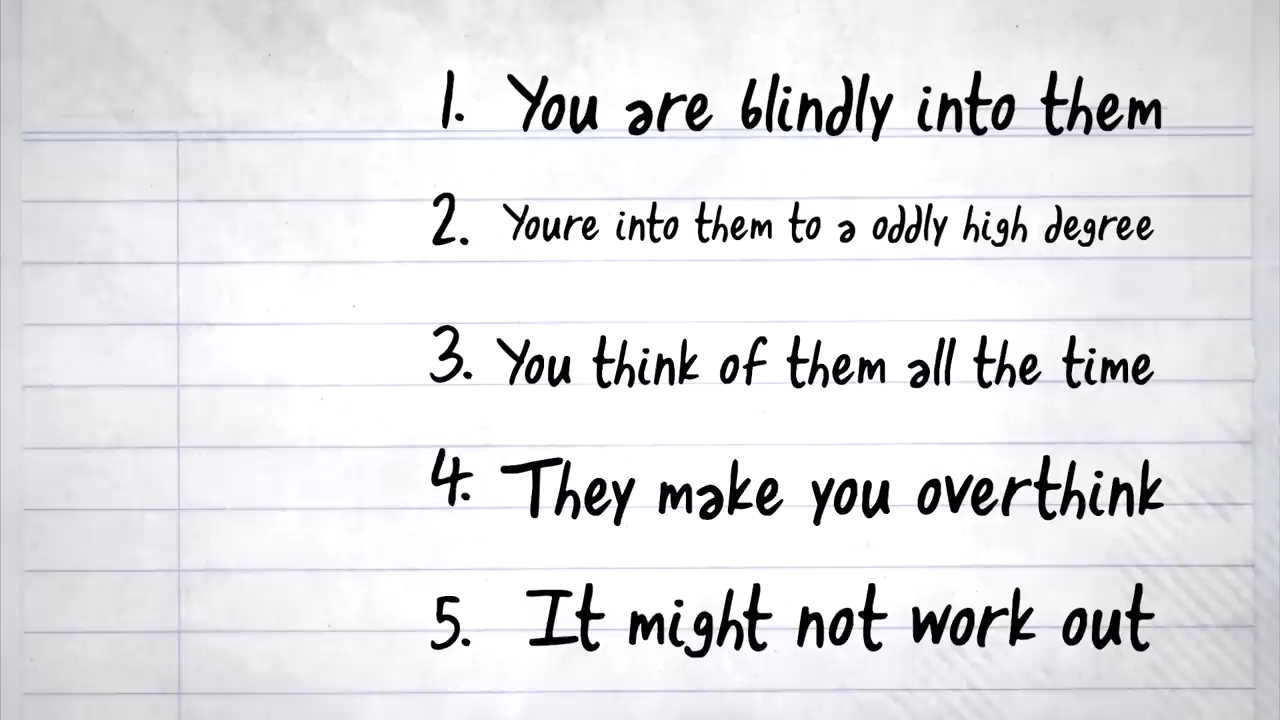 1. You are blindly into them
2. Youre into them to a oddly high degree
3. You think of them all the time
4. They make you overthink
5. It might not work out